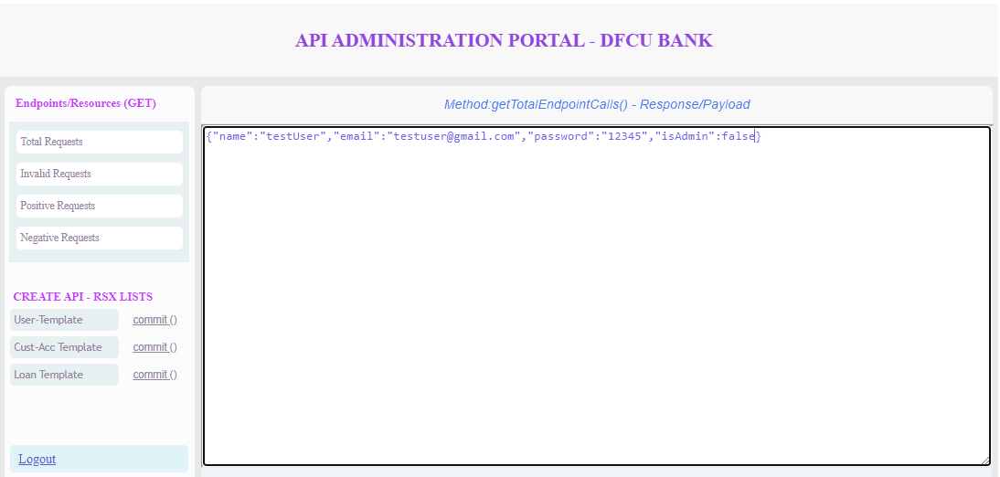 API ADMINISTRATION PORTAL - DFCU BANK
Endpoints/Resources (GET)
Total Requests
Invalid Requests
Positive Requests
Negative Requests
CREATE API - RSX LISTS
User-Template commit ()
Cust-Acc Template commit ()
Loan Template commit ()
Logout
Method:getTotalEndpointCalls() - Response/Payload
{"name":"testUser","email":"testuser@gmail.com","password":"12345","isAdmin":false}